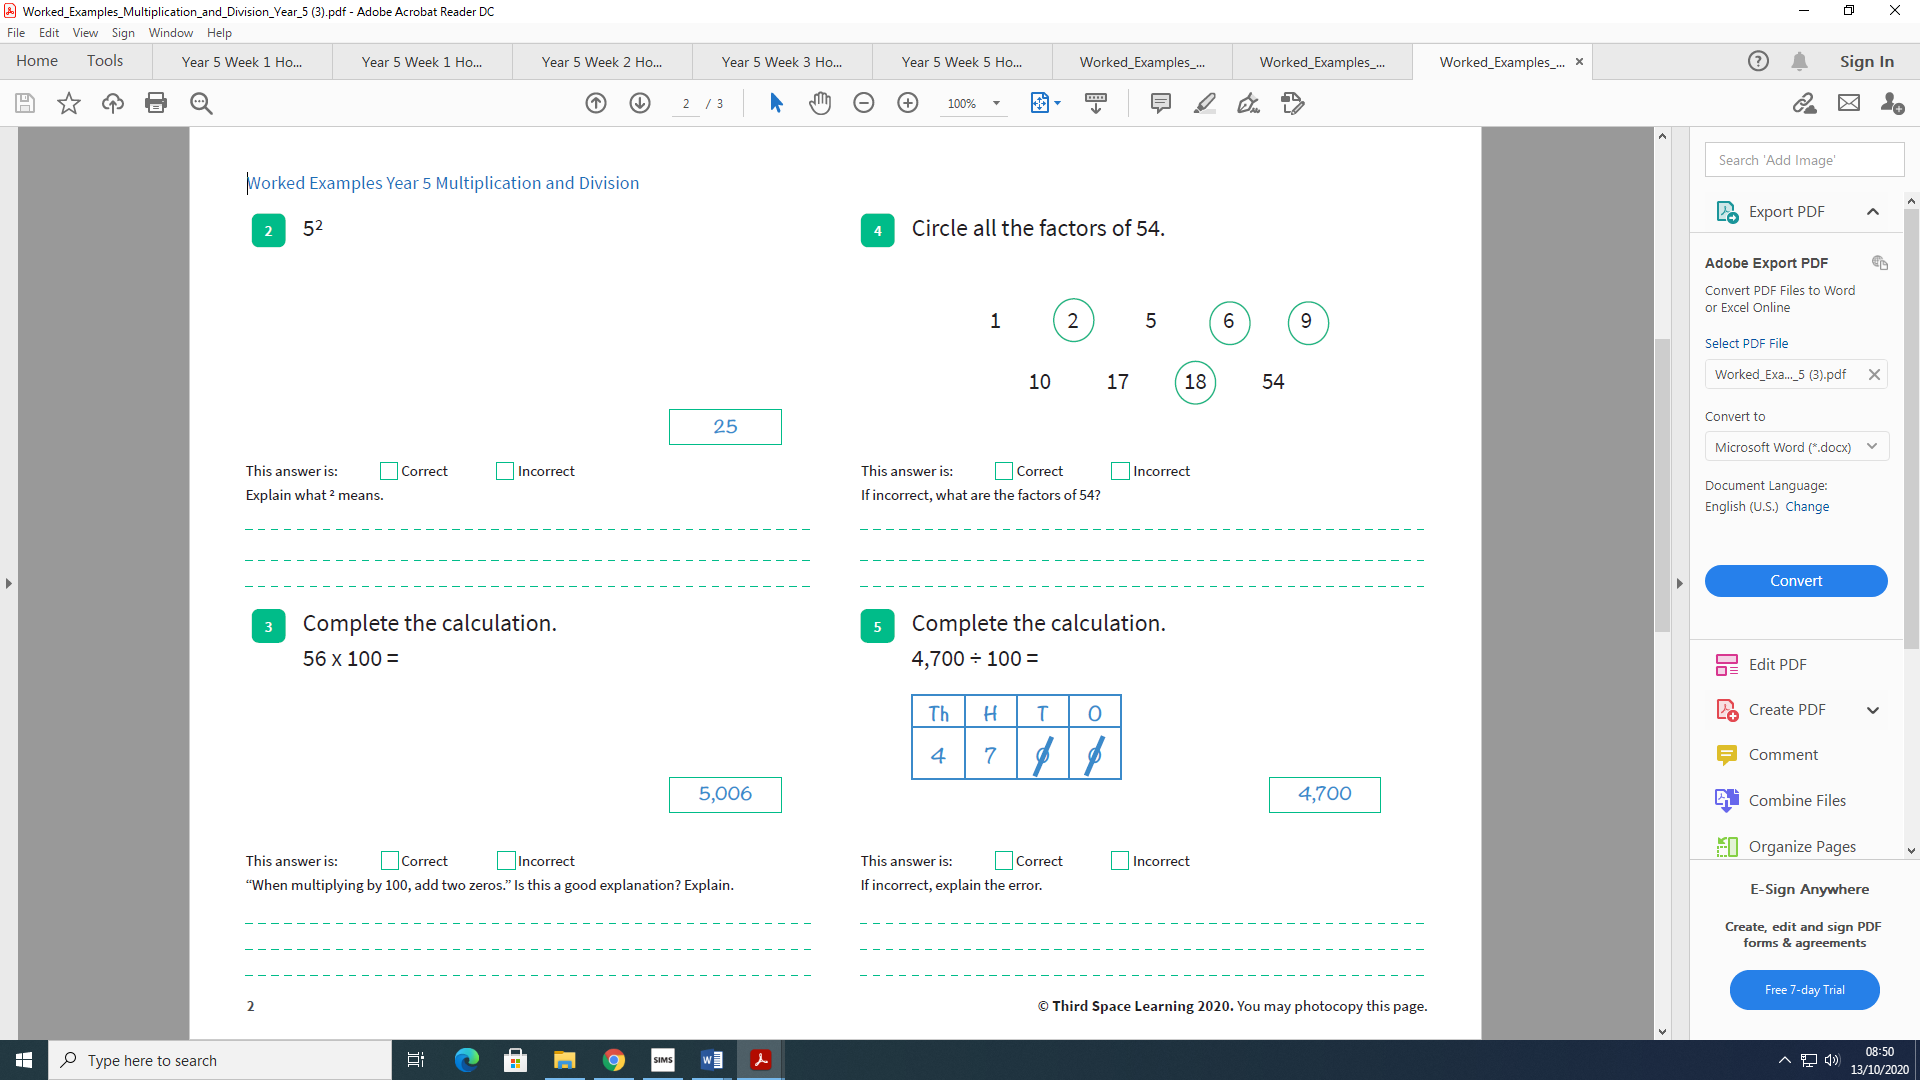 Worked_Examples_Multiplication_and_Division_Year_5 (3).pdf - Adobe Acrobat Reader DC
File Edit View Sign Window Help
Home Tools Year 5 Week 1 Ho... Year 5 Week 1 Ho... Year 5 Week 2 Ho... Year 5 Week 3 Ho... Year 5 Week 5 Ho... Worked_Examples_... Worked_Examples_... Worked_Examples_... × Sign In
2 / 3 100%
Worked Examples Year 5 Multiplication and Division
2 5²
25
This answer is: Correct Incorrect
Explain what ² means.
3 Complete the calculation.
56 x 100 =
5,006
This answer is: Correct Incorrect
“When multiplying by 100, add two zeros.” Is this a good explanation? Explain.
4 Circle all the factors of 54.
1 2 5 6 9
10 17 18 54
This answer is: Correct Incorrect
If incorrect, what are the factors of 54?
5 Complete the calculation.
4,700 ÷ 100 =
Th H T O
4 7 0 0
4,700
This answer is: Correct Incorrect
If incorrect, explain the error.
2
© Third Space Learning 2020. You may photocopy this page.
Search 'Add Image'
Export PDF
Adobe Export PDF
Convert PDF Files to Word
or Excel Online
Select PDF File
Worked_Exa..._5 (3).pdf
Convert to
Microsoft Word (*.docx)
Document Language:
English (U.S.) Change
Convert
Edit PDF
Create PDF
Comment
Combine Files
Organize Pages
E-Sign Anywhere
Create, edit and sign PDF
forms & agreements
Free 7-day Trial
Type here to search
SIMS
W
08:50
13/10/2020